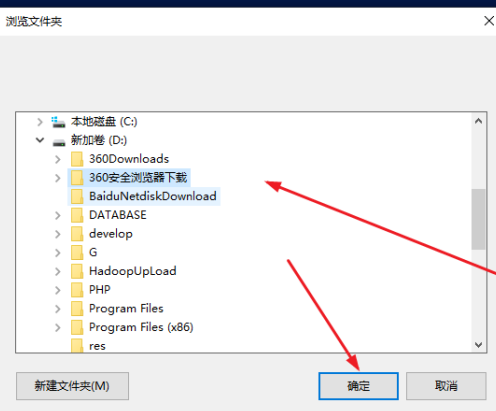 浏览文件夹
本地磁盘 (C:)
新加卷 (D:)
360Downloads
360安全浏览器下载
BaiduNetdiskDownload
DATABASE
develop
G
HadoopUpLoad
PHP
Program Files
Program Files (x86)
res
新建文件夹(M)
确定
取消